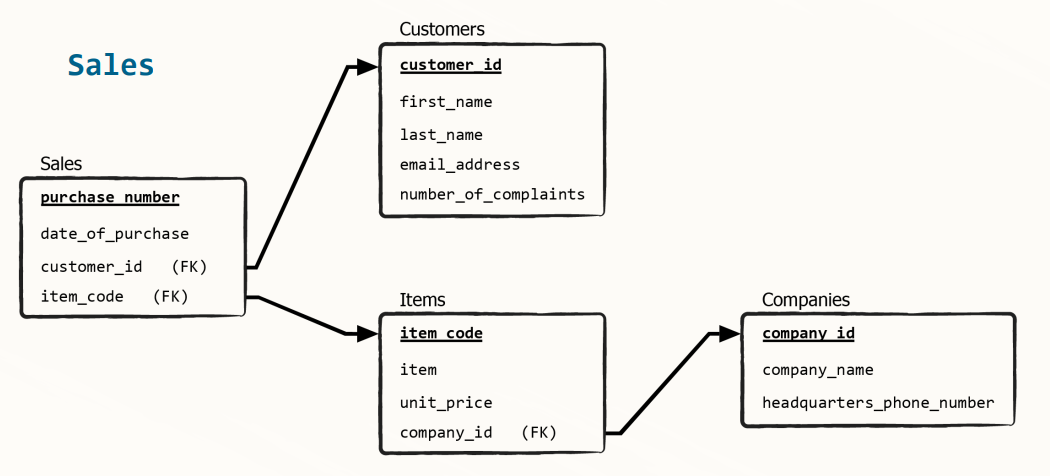 Sales
Customers
customer_id
first_name
last_name
email_address
number_of_complaints
Sales
purchase_number
date_of_purchase
customer_id (FK)
item_code (FK)
Items
item_code
item
unit_price
company_id (FK)
Companies
company_id
company_name
headquarters_phone_number